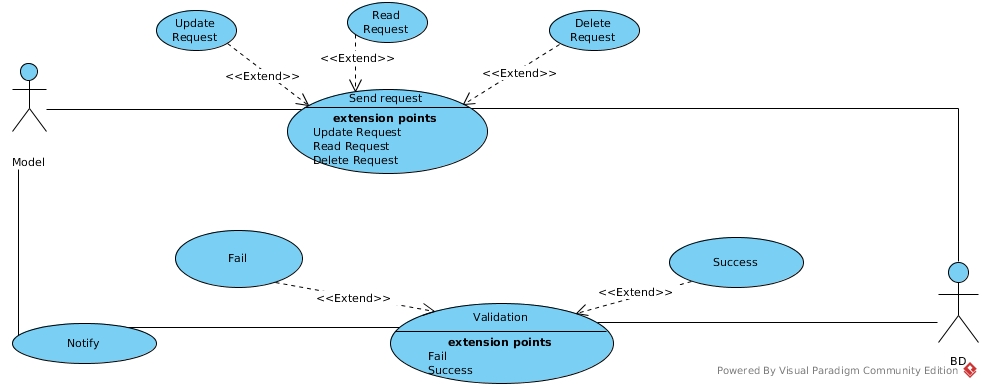 Update
Request
Read
Request
Delete
Request
<<Extend>>
<<Extend>>
<<Extend>>
Send request
extension points
Update Request
Read Request
Delete Request
Model
Fail
Success
<<Extend>>
<<Extend>>
Validation
extension points
Fail
Success
Notify
BD
Powered By Visual Paradigm Community Edition